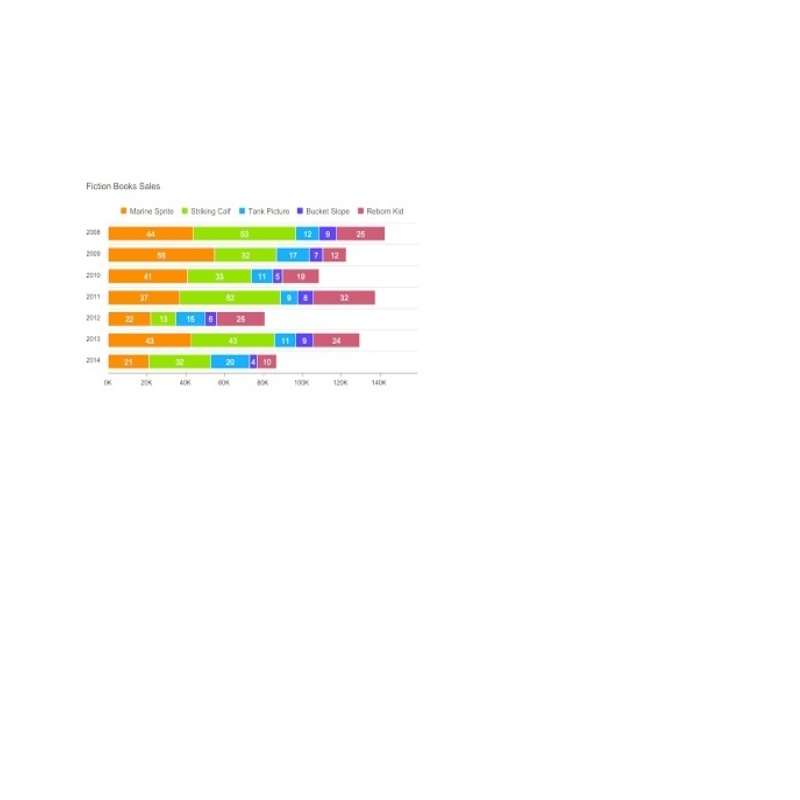 Fiction Books Sales
Marine Sprite Striking Calf Tank Picture Bucket Slope Reborn Kid
2008 44 53 12 9 25
2009 55 32 17 7 12
2010 41 33 11 5 19
2011 37 52 9 8 32
2012 22 13 15 6 25
2013 43 43 11 9 24
2014 21 32 20 4 10
0K 20K 40K 60K 80K 100K 120K 140K